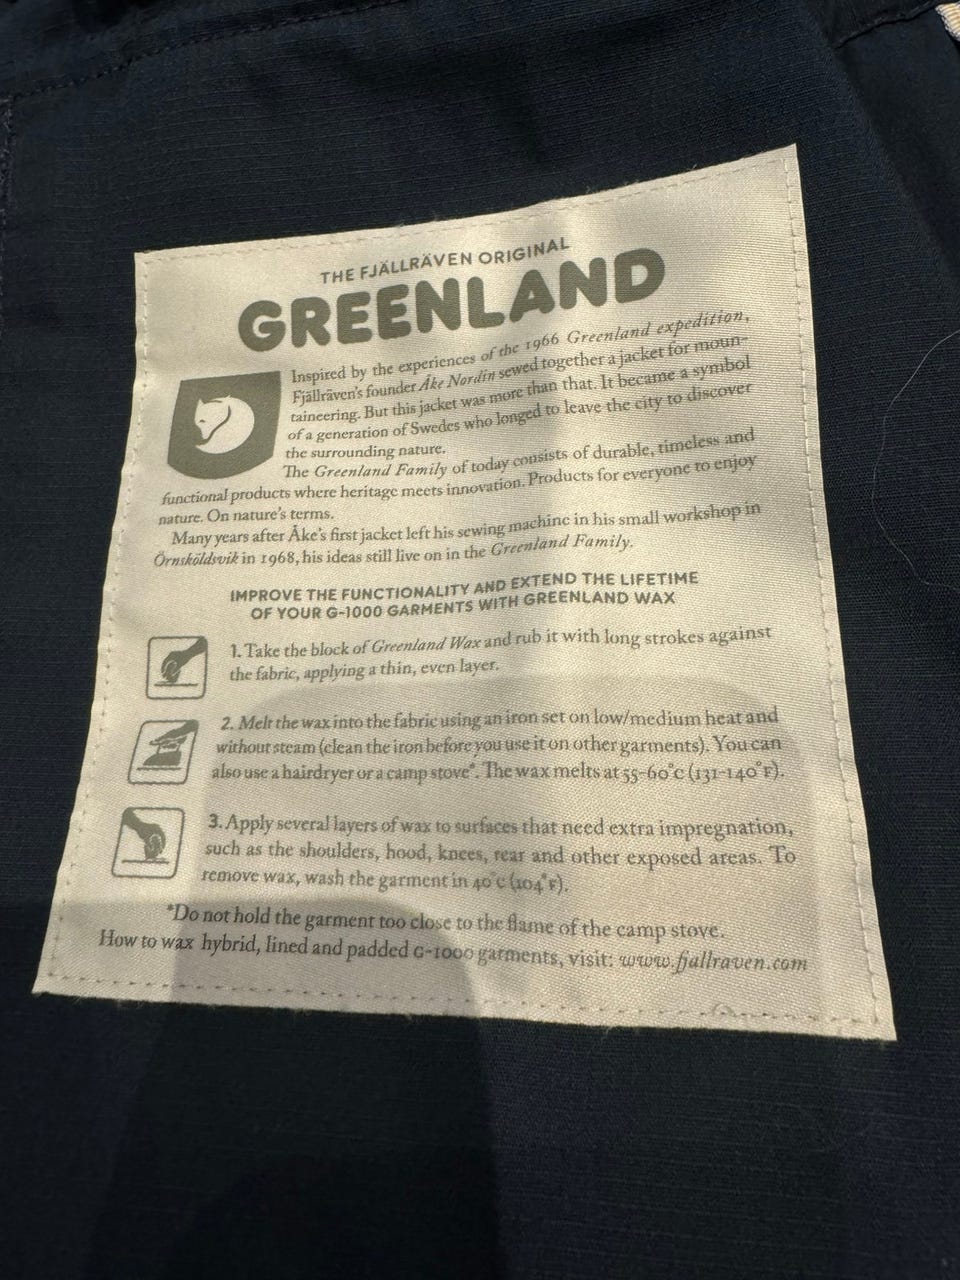 THE FJÄLLRÄVEN ORIGINAL
GREENLAND
Inspired by the experiences of the 1966 Greenland expedition,
Fjällräven's founder Åke Nordin sewed together a jacket for moun-
taineering. But this jacket was more than that. It became a symbol
of a generation of Swedes who longed to leave the city to discover
the surrounding nature.
The Greenland Family of today consists of durable, timeless and
functional products where heritage meets innovation. Products for everyone to enjoy
nature. On nature's terms.
Many years after Åke's first jacket left his sewing machine in his small workshop in
Örnsköldsvik in 1968, his ideas still live on in the Greenland Family.
IMPROVE THE FUNCTIONALITY AND EXTEND THE LIFETIME
OF YOUR G-1000 GARMENTS WITH GREENLAND WAX
1. Take the block of Greenland Wax and rub it with long strokes against
the fabric, applying a thin, even layer.
2. Melt the wax into the fabric using an iron set on low/medium heat and
without steam (clean the iron before you use it on other garments). You can
also use a hairdryer or a camp stove*. The wax melts at 55-60°C (131-140°F).
3. Apply several layers of wax to surfaces that need extra impregnation,
such as the shoulders, hood, knees, rear and other exposed areas. To
remove wax, wash the garment in 40°C (104°F).
*Do not hold the garment too close to the flame of the camp stove.
How to wax hybrid, lined and padded G-1000 garments, visit: www.fjallraven.com